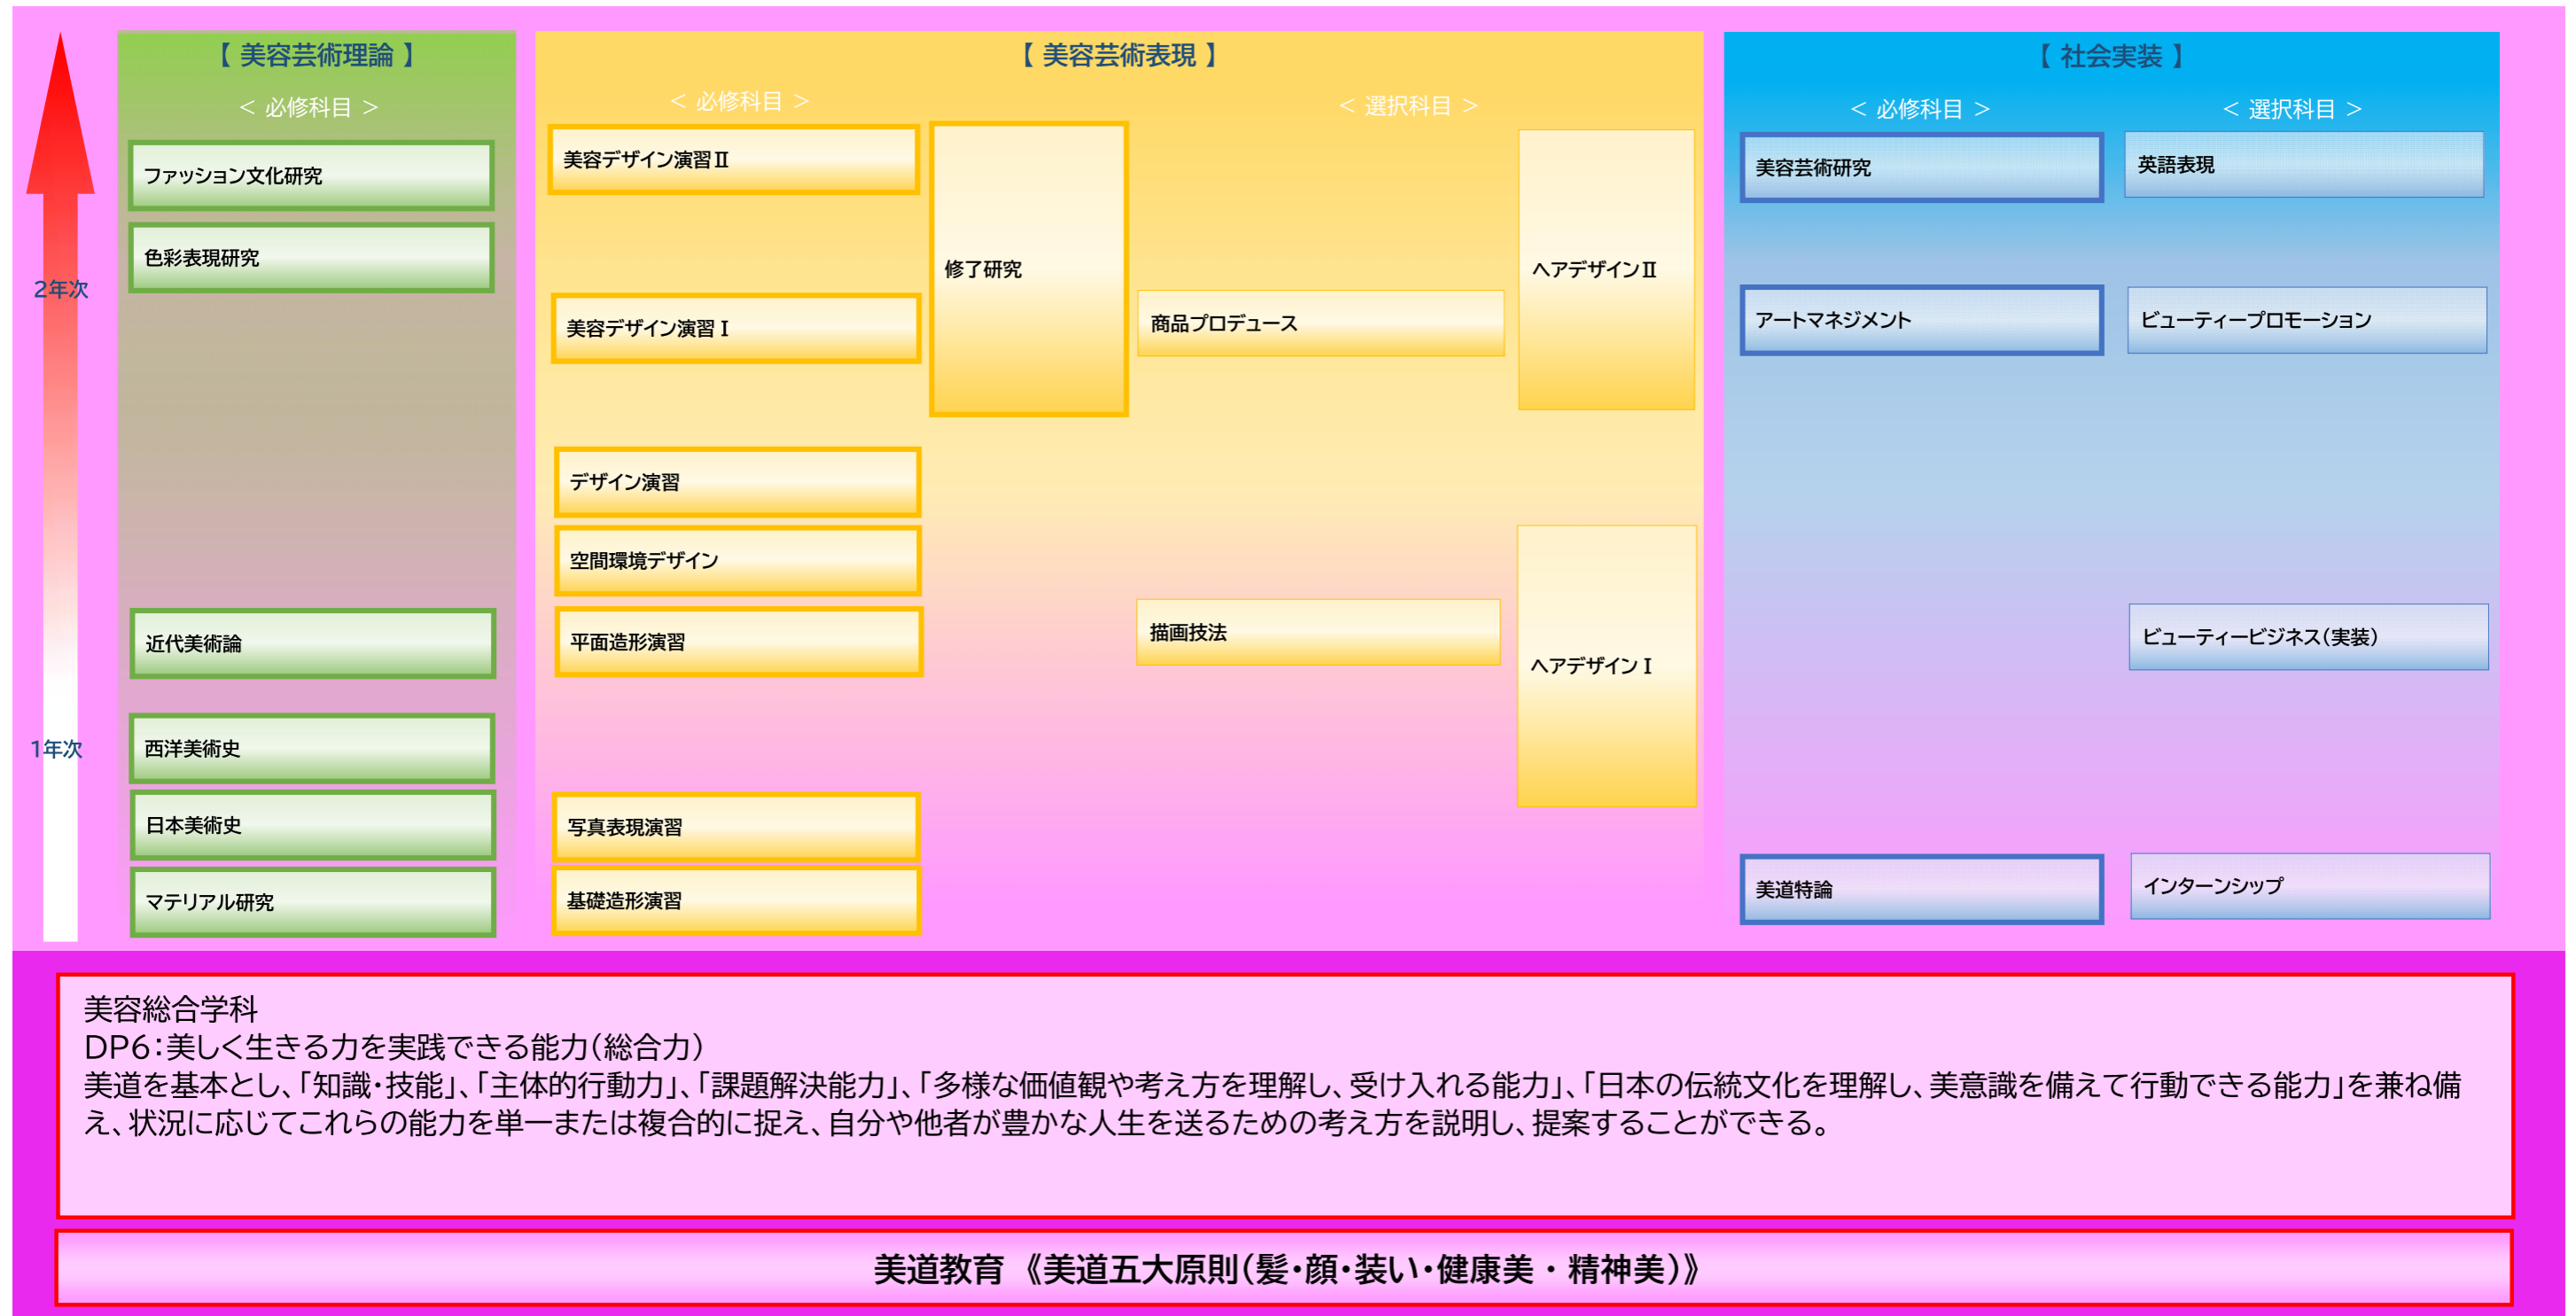 【 美容芸術理論 】
＜ 必修科目 ＞
ファッション文化研究
色彩表現研究
近代美術論
西洋美術史
日本美術史
マテリアル研究
2年次
1年次
【 美容芸術表現 】
＜ 必修科目 ＞
＜ 選択科目 ＞
美容デザイン演習Ⅱ
修了研究
ヘアデザインⅡ
美容デザイン演習Ⅰ
商品プロデュース
デザイン演習
空間環境デザイン
平面造形演習
描画技法
ヘアデザインⅠ
写真表現演習
基礎造形演習
【 社会実装 】
＜ 必修科目 ＞
＜ 選択科目 ＞
美容芸術研究
英語表現
アートマネジメント
ビューティープロモーション
ビューティービジネス（実装）
美道特論
インターンシップ
美容総合学科
DP6：美しく生きる力を実践できる能力（総合力）
美道を基本とし、「知識・技能」、「主体的行動力」、「課題解決能力」、「多様な価値観や考え方を理解し、受け入れる能力」、「日本の伝統文化を理解し、美意識を備えて行動できる能力」を兼ね備
え、状況に応じてこれらの能力を単一または複合的に捉え、自分や他者が豊かな人生を送るための考え方を説明し、提案することができる。
美道教育 《美道五大原則（髪・顔・装い・健康美・精神美）》